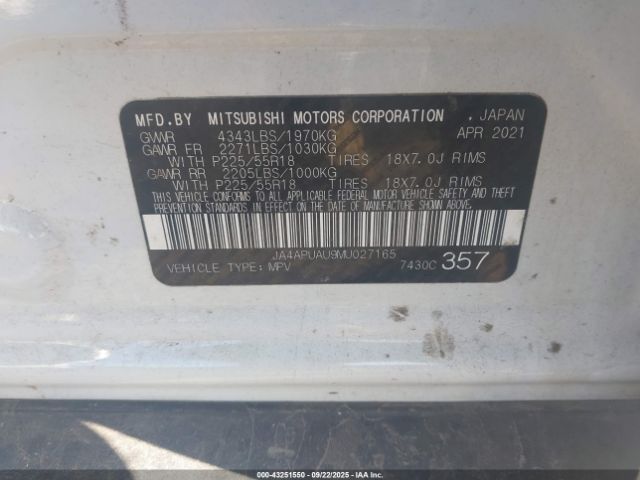 MFD.BY MITSUBISHI MOTORS CORPORATION , JAPAN
GVWR 4343LBS/1970KG APR 2021
GAWR FR 2271LBS/1030KG
WITH P225/55R18 TIRES 18X7.0J RIMS
GAWR RR 2205LBS/1000KG
WITH P225/55R18 TIRES 18X7.0J RIMS
THIS VEHICLE CONFORMS TO ALL APPLICABLE FEDERAL MOTOR VEHICLE SAFETY AND THEFT
PREVENTION STANDARDS IN EFFECT ON THE DATE OF MANUFACTURE SHOWN ABOVE.
JA4APUAU9MU027165
VEHICLE TYPE: MPV 7430C 357
000-43251550 - 09/22/2025 - IAAI.COM